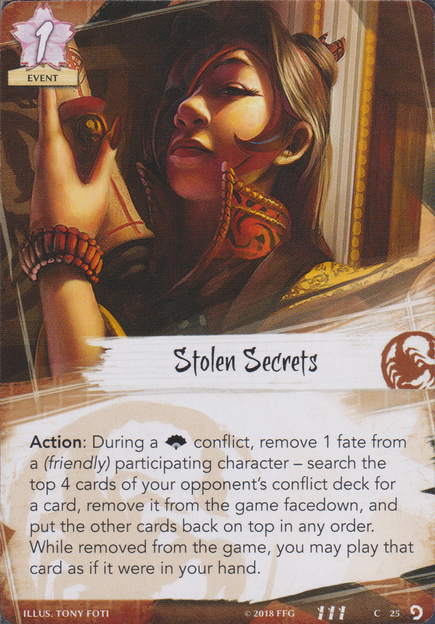 1
EVENT
Stolen Secrets
Action: During a conflict, remove 1 fate from
a (friendly) participating character – search the
top 4 cards of your opponent's conflict deck for
a card, remove it from the game facedown, and
put the other cards back on top in any order.
While removed from the game, you may play that
card as if it were in your hand.
ILLUS. TONY FOTI © 2018 FFG C 25